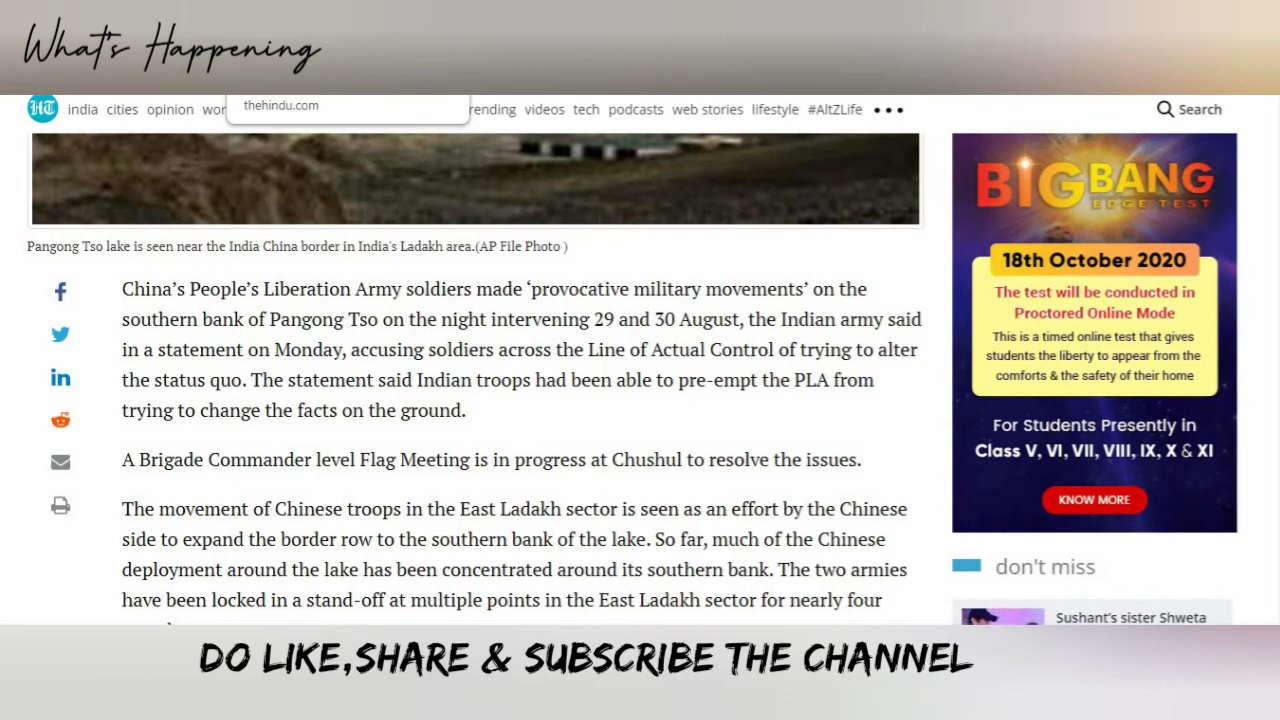 What's Happening
HT india cities opinion wor
thehindu.com
rending videos tech podcasts web stories lifestyle #AltZLife •••
Search
Pangong Tso lake is seen near the India China border in India's Ladakh area.(AP File Photo )
China’s People’s Liberation Army soldiers made ‘provocative military movements’ on the
southern bank of Pangong Tso on the night intervening 29 and 30 August, the Indian army said
in a statement on Monday, accusing soldiers across the Line of Actual Control of trying to alter
the status quo. The statement said Indian troops had been able to pre-empt the PLA from
trying to change the facts on the ground.
A Brigade Commander level Flag Meeting is in progress at Chushul to resolve the issues.
The movement of Chinese troops in the East Ladakh sector is seen as an effort by the Chinese
side to expand the border row to the southern bank of the lake. So far, much of the Chinese
deployment around the lake has been concentrated around its southern bank. The two armies
have been locked in a stand-off at multiple points in the East Ladakh sector for nearly four
BIGBANG
EDGE TEST
18th October 2020
The test will be conducted in
Proctored Online Mode
This is a timed online test that gives
students the liberty to appear from the
comforts & the safety of their home
For Students Presently in
Class V, VI, VII, VIII, IX, X & XI
KNOW MORE
don't miss
Sushant's sister Shweta
DO LIKE,SHARE & SUBSCRIBE THE CHANNEL